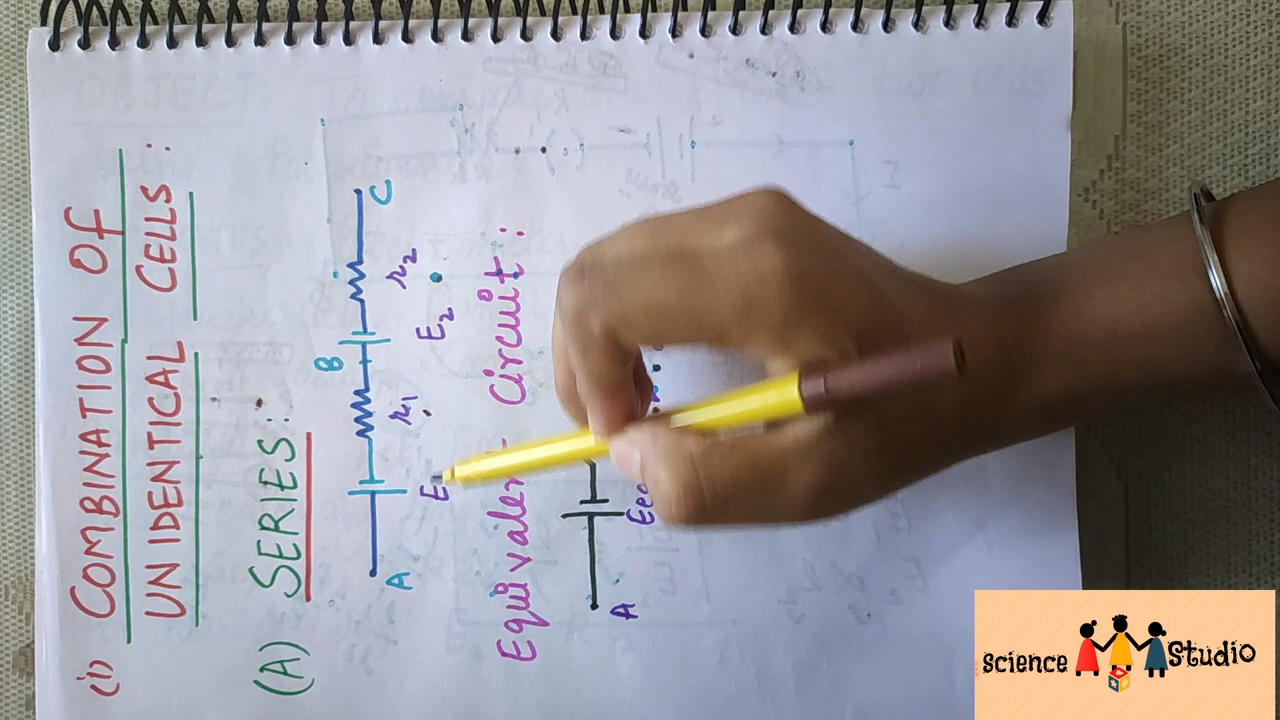 (i) COMBINATION Of
UNIDENTICAL CELLS:
(A) SERIES:
A B C
E r1 E2 r2
Equivalent Circuit:
A
Science Studio